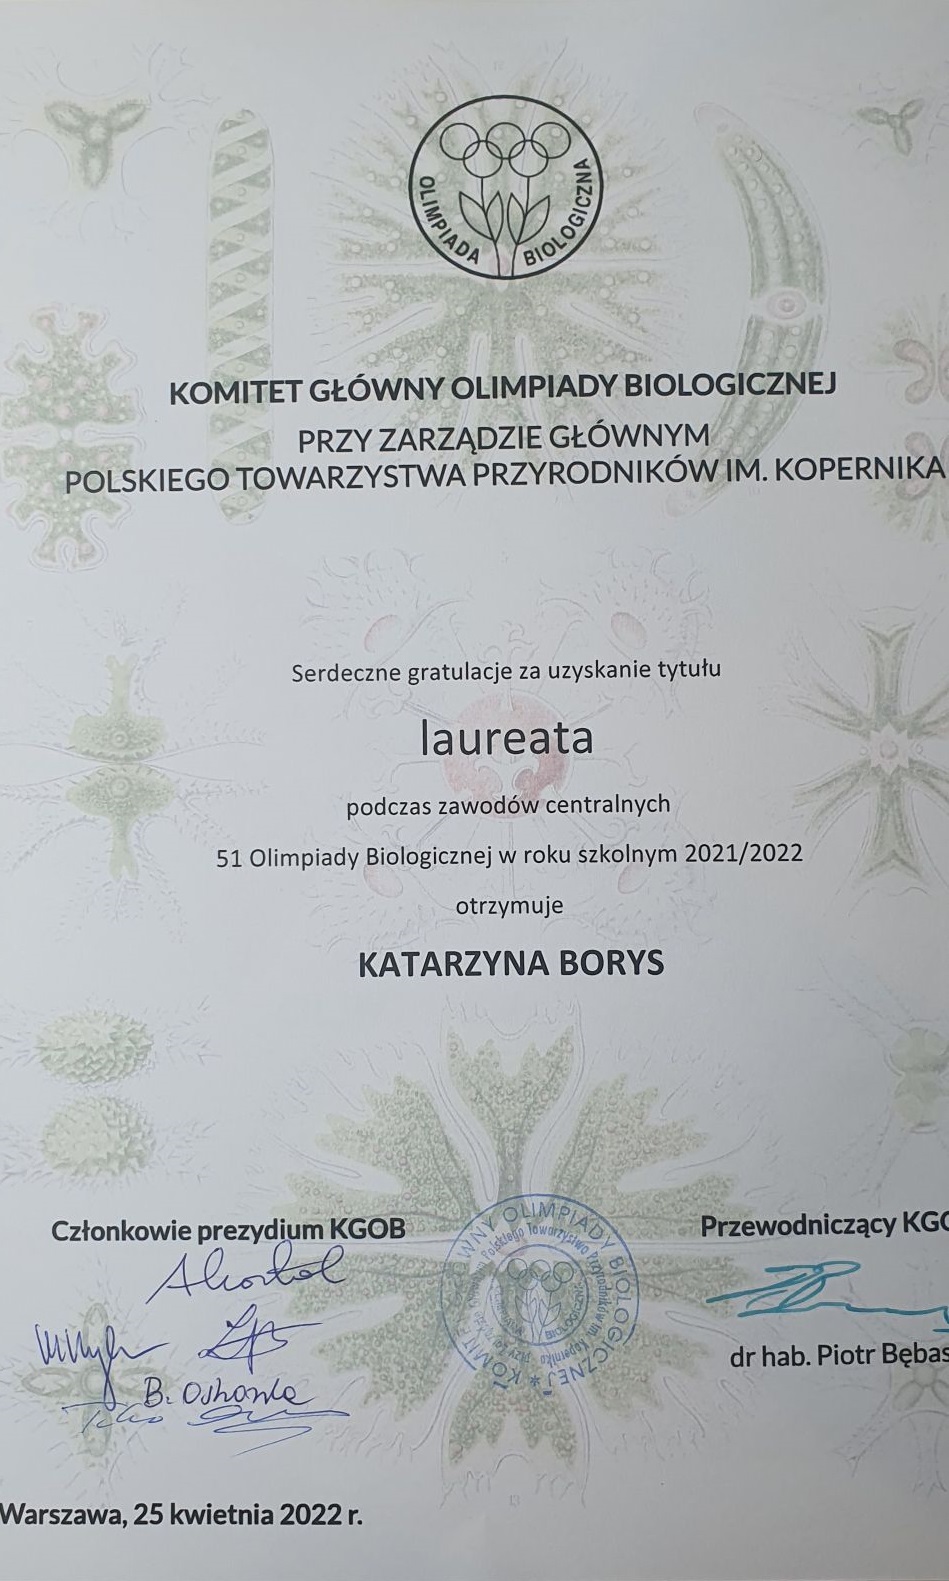 OLIMPIADA BIOLOGICZNA
KOMITET GŁÓWNY OLIMPIADY BIOLOGICZNEJ
PRZY ZARZĄDZIE GŁÓWNYM
POLSKIEGO TOWARZYSTWA PRZYRODNIKÓW IM. KOPERNIKA
Serdeczne gratulacje za uzyskanie tytułu
laureata
podczas zawodów centralnych
51 Olimpiady Biologicznej w roku szkolnym 2021/2022
otrzymuje
KATARZYNA BORYS
Członkowie prezydium KGOB
Przewodniczący KGO
dr hab. Piotr Bębas
Warszawa, 25 kwietnia 2022 r.